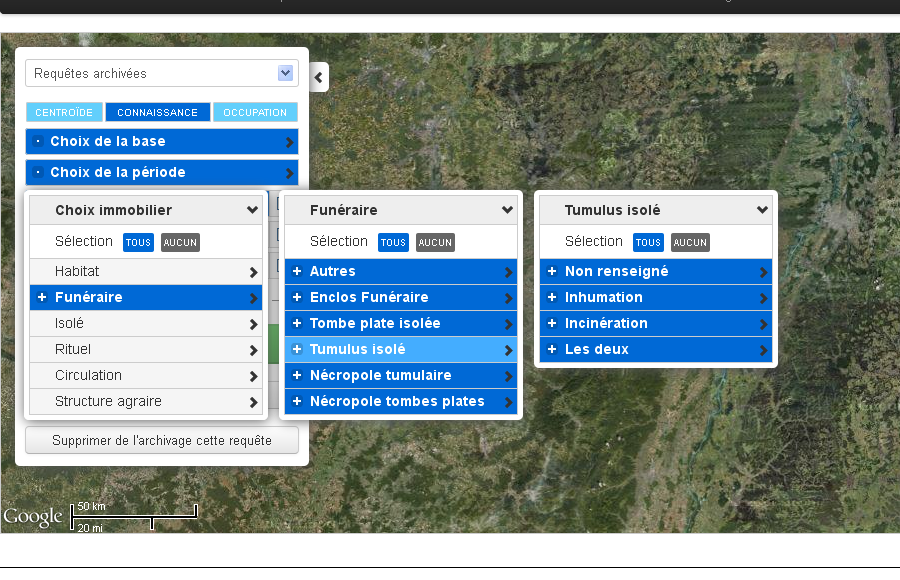 Requêtes archivées
CENTROÏDE CONNAISSANCE OCCUPATION
Choix de la base
Choix de la période
Choix immobilier
Sélection TOUS AUCUN
Habitat
Funéraire
Isolé
Rituel
Circulation
Structure agraire
Funéraire
Sélection TOUS AUCUN
Autres
Enclos Funéraire
Tombe plate isolée
Tumulus isolé
Nécropole tumulaire
Nécropole tombes plates
Tumulus isolé
Sélection TOUS AUCUN
Non renseigné
Inhumation
Incinération
Les deux
Supprimer de l'archivage cette requête
Google
50 km
20 mi